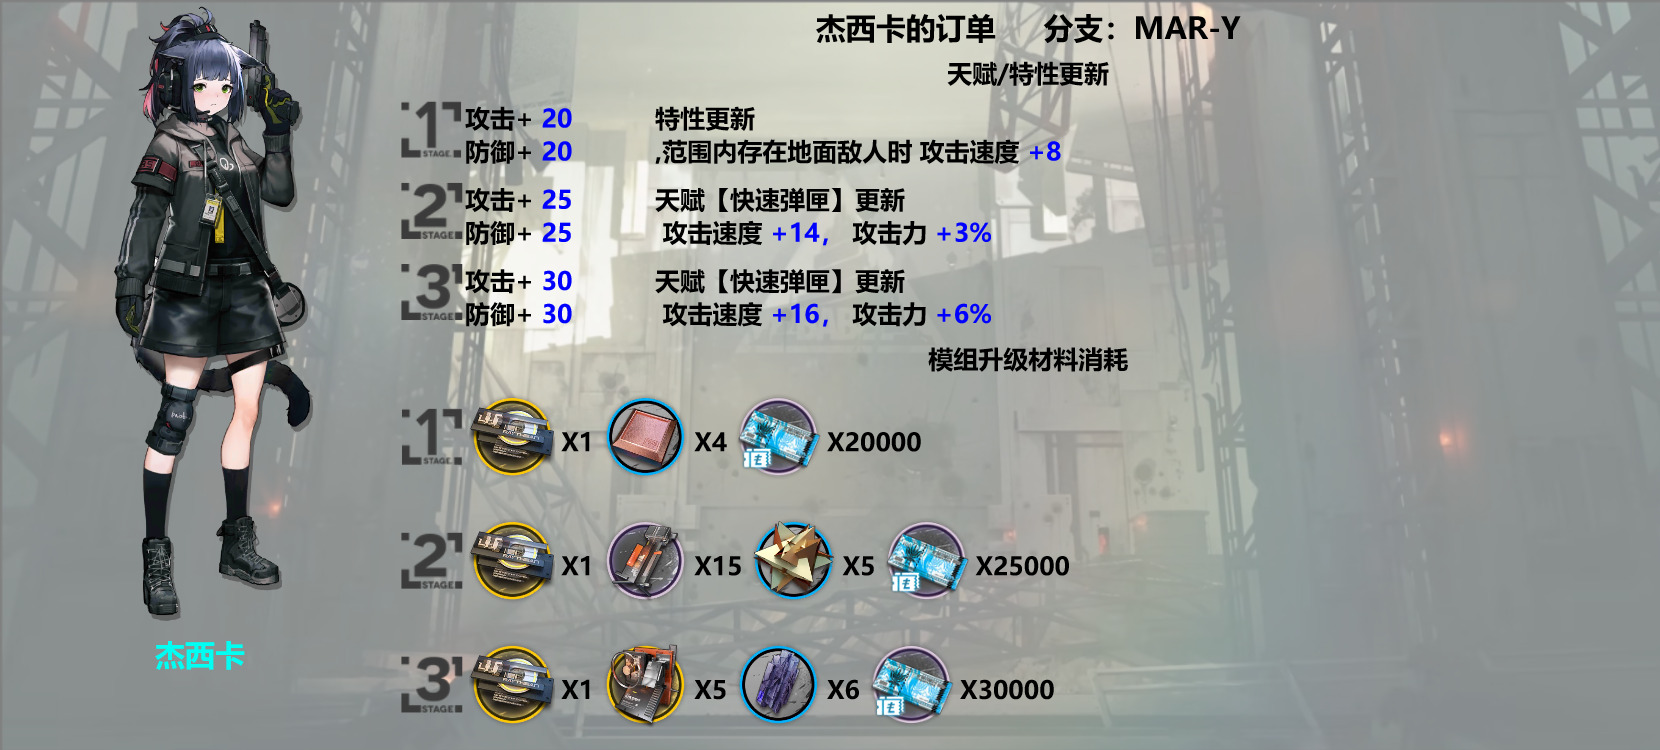 杰西卡的订单 分支：MAR-Y
天赋/特性更新
1 STAGE. 攻击+ 20 特性更新
防御+ 20 ,范围内存在地面敌人时 攻击速度 +8
2 STAGE. 攻击+ 25 天赋【快速弹匣】更新
防御+ 25 攻击速度 +14， 攻击力 +3%
3 STAGE. 攻击+ 30 天赋【快速弹匣】更新
防御+ 30 攻击速度 +16， 攻击力 +6%
模组升级材料消耗
1 STAGE. X1 X4 X20000
2 STAGE. X1 X15 X5 X25000
3 STAGE. X1 X5 X6 X30000
杰西卡